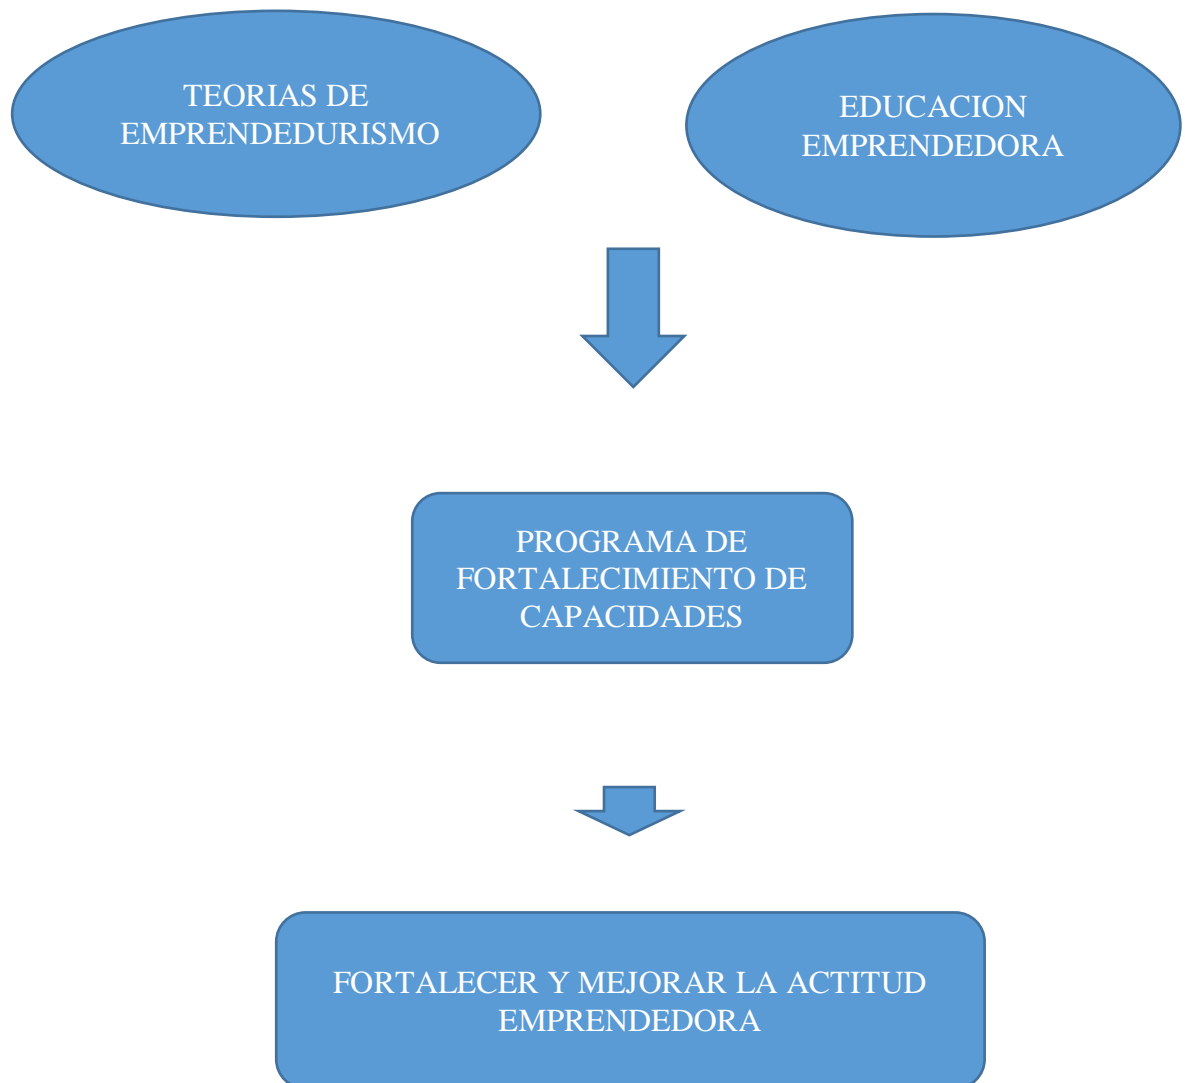 TEORIAS DE
EMPRENDEDURISMO
EDUCACION
EMPRENDEDORA
PROGRAMA DE
FORTALECIMIENTO DE
CAPACIDADES
FORTALECER Y MEJORAR LA ACTITUD
EMPRENDEDORA